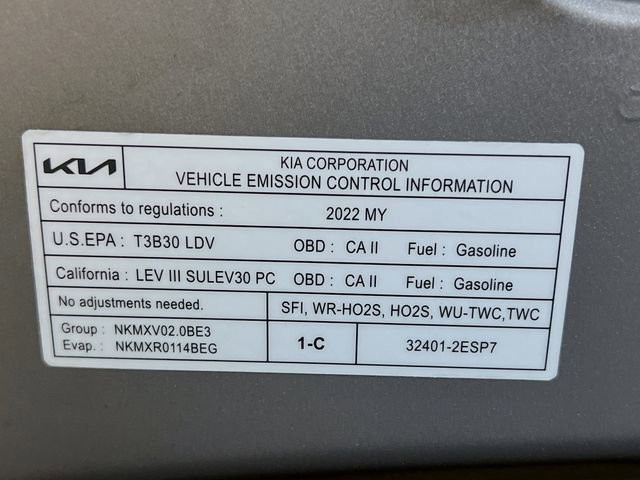 KIA
KIA CORPORATION
VEHICLE EMISSION CONTROL INFORMATION
Conforms to regulations : 2022 MY
U.S.EPA : T3B30 LDV OBD : CA II Fuel : Gasoline
California : LEV III SULEV30 PC OBD : CA II Fuel : Gasoline
No adjustments needed. SFI, WR-HO2S, HO2S, WU-TWC,TWC
Group : NKMXV02.0BE3
Evap. : NKMXR0114BEG
1-C
32401-2ESP7